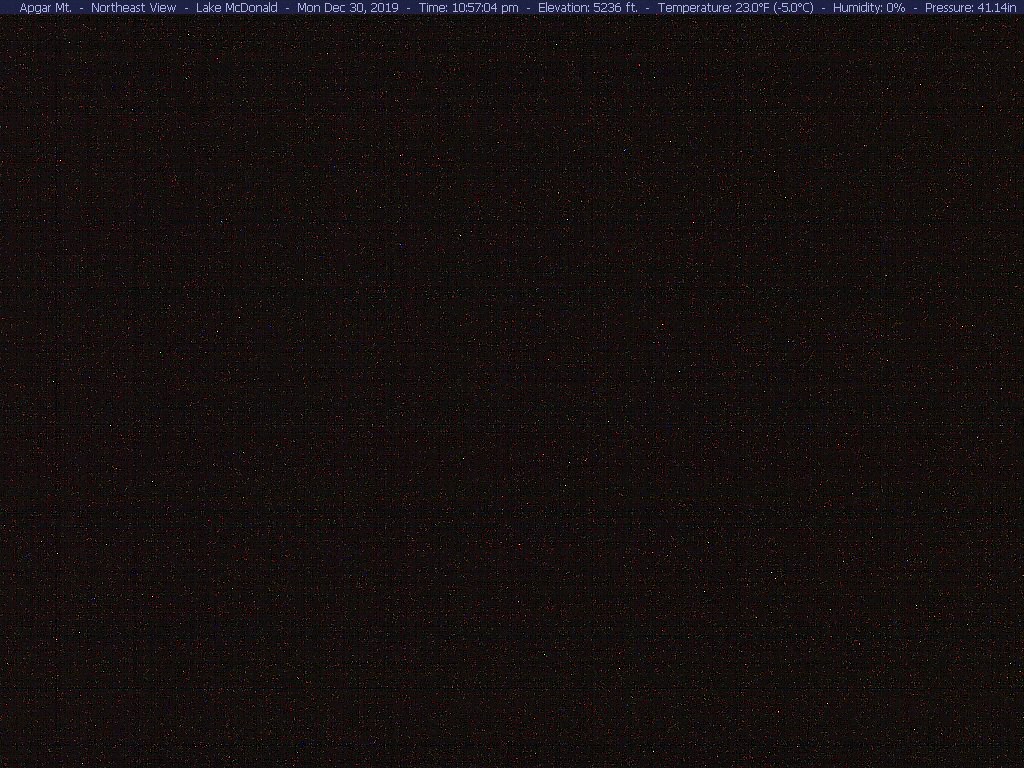 Apgar Mt. - Northeast View - Lake McDonald - Mon Dec 30, 2019 - Time: 10:57:04 pm - Elevation: 5236 ft. - Temperature: 23.0°F (-5.0°C) - Humidity: 0% - Pressure: 41.14in